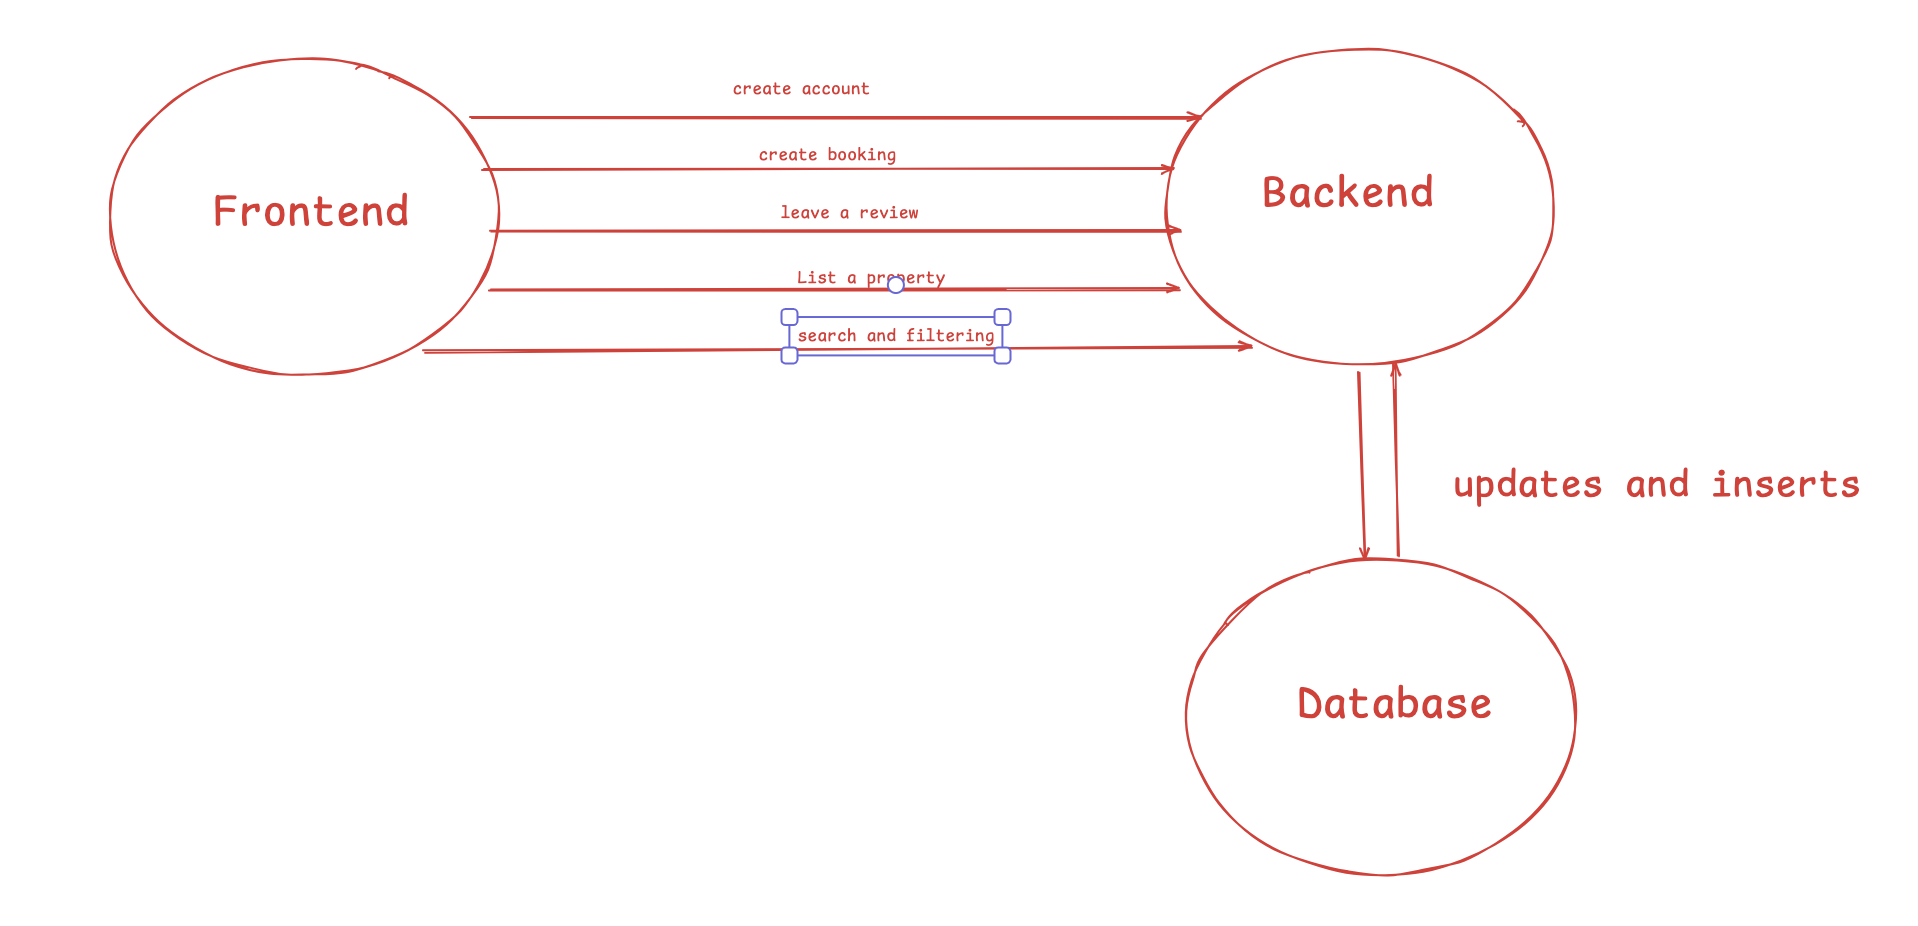 create account
create booking
Frontend
Backend
leave a review
List a property
search and filtering
updates and inserts
Database